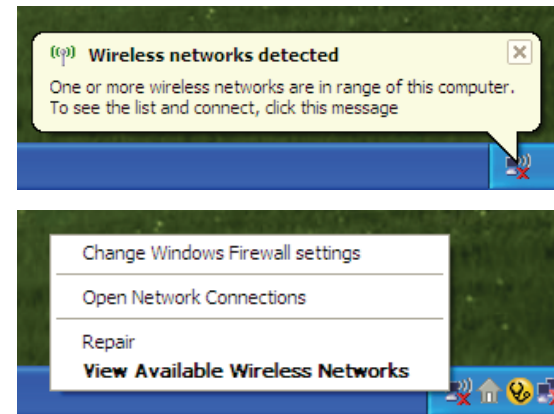 Wireless networks detected
One or more wireless networks are in range of this computer.
To see the list and connect, click this message
Change Windows Firewall settings
Open Network Connections
Repair
View Available Wireless Networks